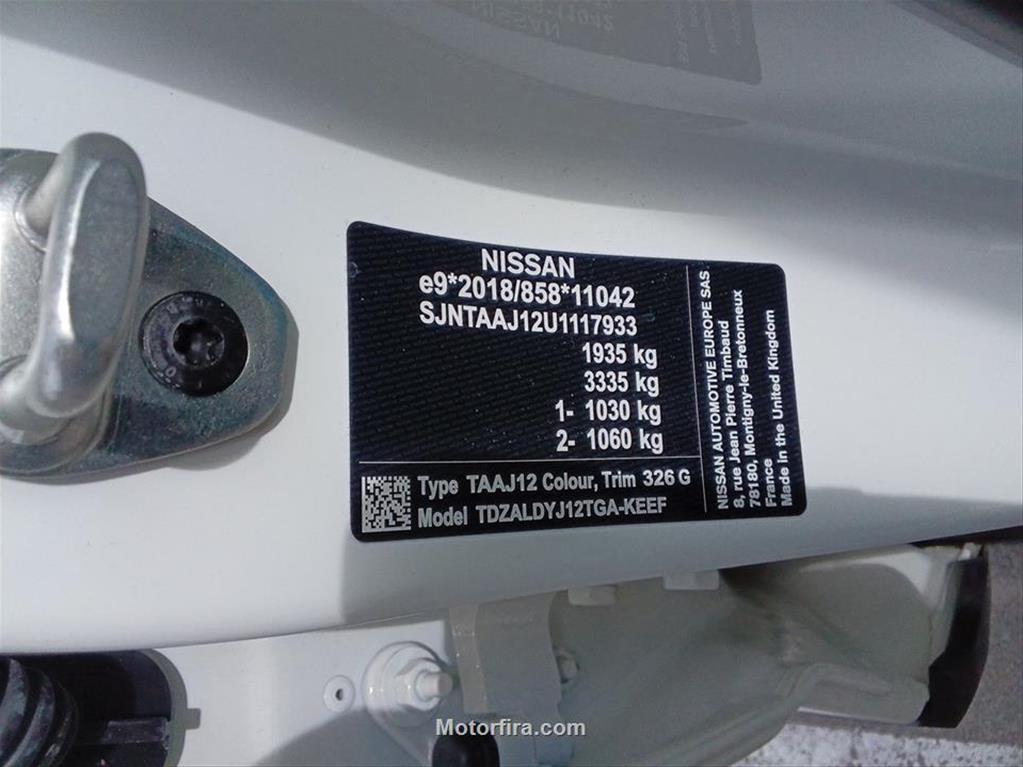 NISSAN
e9*2018/858*11042
SJNTAAJ12U1117933
1935 kg
3335 kg
1- 1030 kg
2- 1060 kg
Type TAAJ12 Colour, Trim 326 G
Model TDZALDYJ12TGA-KEEF
NISSAN AUTOMOTIVE EUROPE SAS
8, rue Jean Pierre Timbaud
78180, Montigny-le-Bretonneux
France
Made in the United Kingdom
Motorfira.com